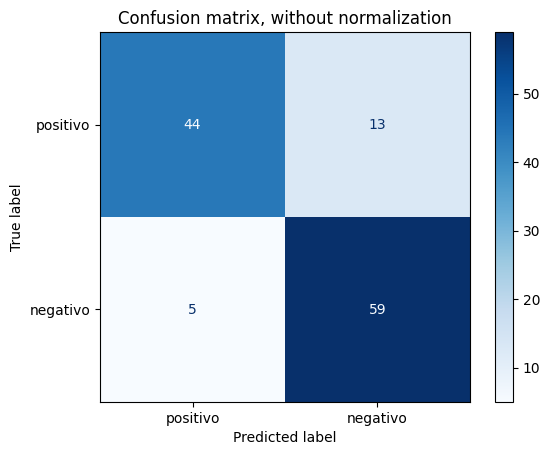 Confusion matrix, without normalization
positivo
44
13
negativo
5
59
positivo
negativo
True label
Predicted label
50
40
30
20
10